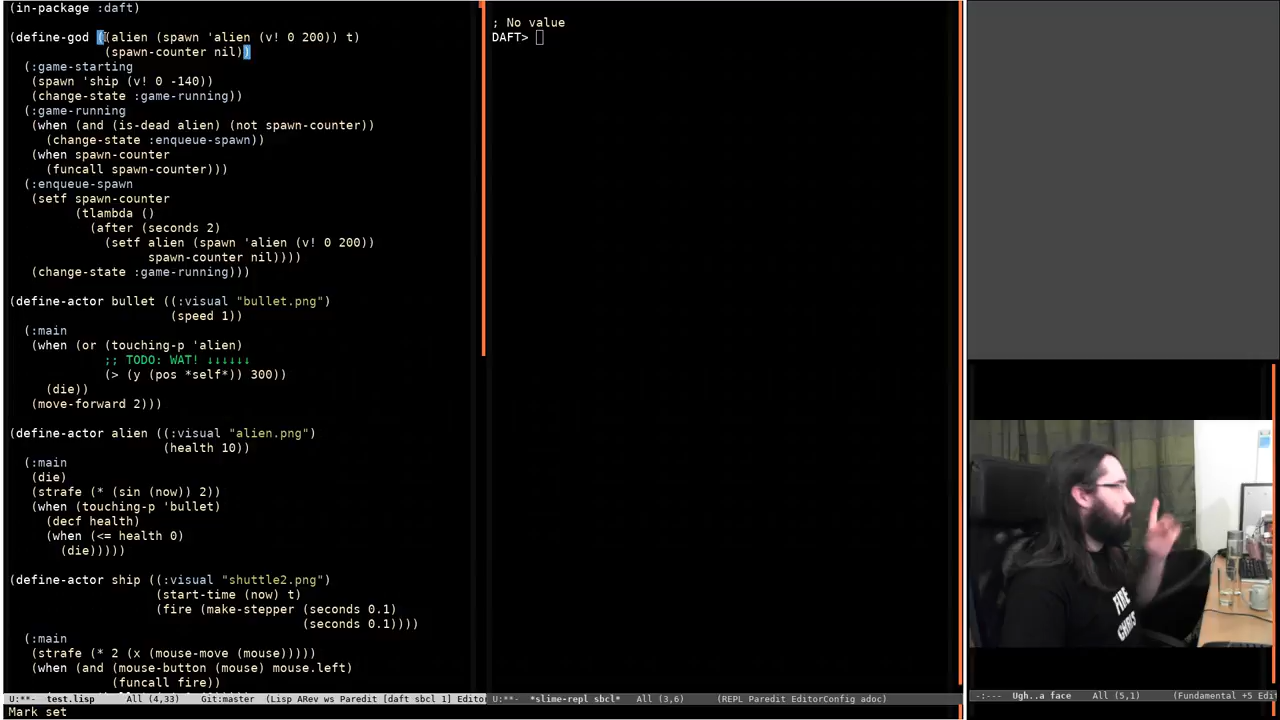 (in-package :daft)
(define-god ((alien (spawn 'alien (v! 0 200)) t)
(spawn-counter nil))
(:game-starting
(spawn 'ship (v! 0 -140))
(change-state :game-running))
(:game-running
(when (and (is-dead alien) (not spawn-counter))
(change-state :enqueue-spawn))
(when spawn-counter
(funcall spawn-counter)))
(:enqueue-spawn
(setf spawn-counter
(tlambda ()
(after (seconds 2)
(setf alien (spawn 'alien (v! 0 200))
spawn-counter nil))))
(change-state :game-running)))
(define-actor bullet ((:visual "bullet.png")
(speed 1))
(:main
(when (or (touching-p 'alien)
;; TODO: WAT! ↓↓↓↓↓↓
(> (y (pos *self*)) 300))
(die))
(move-forward 2)))
(define-actor alien ((:visual "alien.png")
(health 10))
(:main
(die)
(strafe (* (sin (now)) 2))
(when (touching-p 'bullet)
(decf health)
(when (<= health 0)
(die)))))
(define-actor ship ((:visual "shuttle2.png")
(start-time (now) t)
(fire (make-stepper (seconds 0.1)
(seconds 0.1))))
(:main
(strafe (* 2 (x (mouse-move (mouse)))))
(when (and (mouse-button (mouse) mouse.left)
(funcall fire))
U:**- test.lisp All (4,33) Git:master (Lisp ARev ws Paredit [daft sbcl 1] Editor
Mark set
; No value
DAFT>
U:**- *slime-repl sbcl* All (3,6) (REPL Paredit EditorConfig adoc)
FIRE
-:--- Ugh..a face All (5,1) (Fundamental +5 Edit